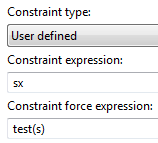 Constraint type:
User defined
Constraint expression:
sx
Constraint force expression:
test(s)